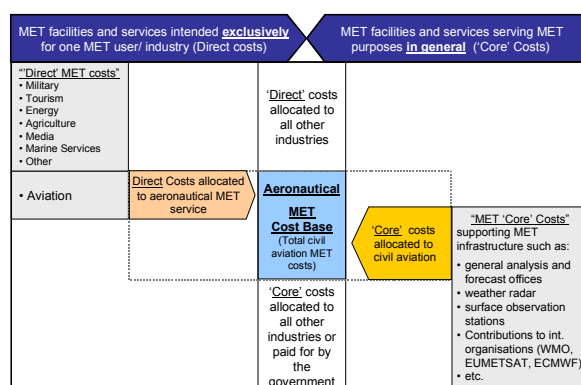 MET facilities and services intended exclusively
for one MET user/ industry (Direct costs)
MET facilities and services serving MET
purposes in general (‘Core’ Costs)
“’Direct’ MET costs”
• Military
• Tourism
• Energy
• Agriculture
• Media
• Marine Services
• Other
• Aviation
Direct Costs allocated
to aeronautical MET
service
‘Direct’ costs
allocated to
all other
industries
Aeronautical
MET
Cost Base
(Total civil
aviation MET
costs)
‘Core’ costs
allocated to
all other
industries or
paid for by
the
government
‘Core’ costs
allocated to
civil aviation
“MET ‘Core Costs”
supporting MET
infrastructure such as:
• general analysis and
forecast offices
• weather radar
• surface observation
stations
• Contributions to int.
organisations (WMO,
EUMETSAT, ECMWF)
• etc.